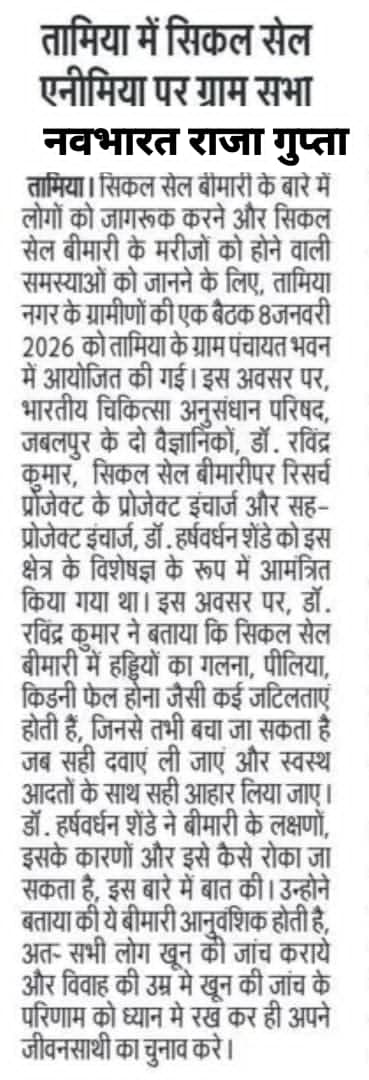 तामिया में सिकल सेल
एनीमिया पर ग्राम सभा
नवभारत राजा गुप्ता
तामिया। सिकल सेल बीमारी के बारे में
लोगों को जागरूक करने और सिकल
सेल बीमारी के मरीजों को होने वाली
समस्याओं को जानने के लिए, तामिया
नगर के ग्रामीणों की एक बैठक 8जनवरी
2026 को तामिया के ग्राम पंचायत भवन
में आयोजित की गई। इस अवसर पर,
भारतीय चिकित्सा अनुसंधान परिषद,
जबलपुर के दो वैज्ञानिकों, डॉ. रविंद्र
कुमार, सिकल सेल बीमारीपर रिसर्च
प्रोजेक्ट के प्रोजेक्ट इंचार्ज और सह-
प्रोजेक्ट इंचार्ज, डॉ.हर्षवर्धन शेंडे को इस
क्षेत्र के विशेषज्ञ के रूप में आमंत्रित
किया गया था। इस अवसर पर, डॉ.
रविंद्र कुमार ने बताया कि सिकल सेल
बीमारी में हड्डियों का गलना, पीलिया,
किडनी फेल होना जैसी कई जटिलताएं
होती हैं, जिनसे तभी बचा जा सकता है
जब सही दवाएं ली जाएं और स्वस्थ
आदतों के साथ सही आहार लिया जाए।
डॉ. हर्षवर्धन शेंडे ने बीमारी के लक्षणों,
इसके कारणों और इसे कैसे रोका जा
सकता है, इस बारे में बात की। उन्होने
बताया की ये बीमारी आनुवंशिक होती है,
अत- सभी लोग खून की जांच कराये
और विवाह की उम्र मे खून की जांच के
परिणाम को ध्यान मे रख कर ही अपने
जीवनसाथी का चुनाव करे।